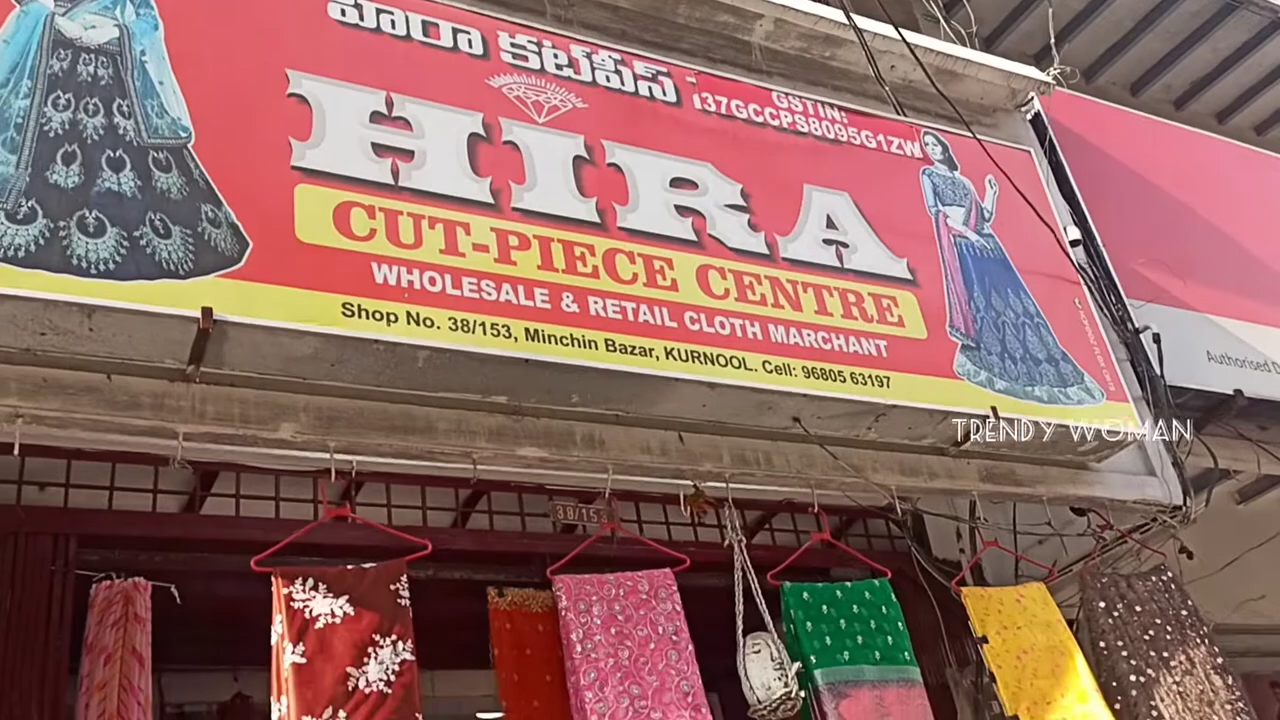 హీరా కట్‌పీస్
GSTIN:
37GCCPS8095G1ZW
HIRA
CUT-PIECE CENTRE
WHOLESALE & RETAIL CLOTH MARCHANT
Shop No. 38/153, Minchin Bazar, KURNOOL. Cell: 96805 63197
Authorised
TRENDY WOMAN
38/153